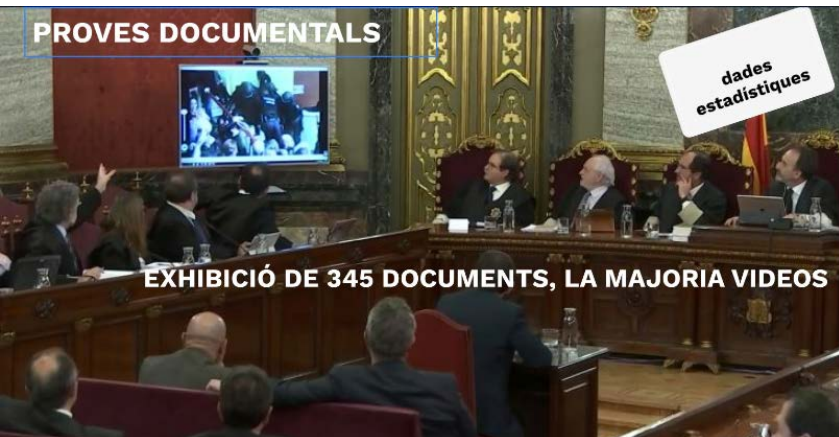 PROVES DOCUMENTALS
dades
estadístiques
EXHIBICIÓ DE 345 DOCUMENTS, LA MAJORIA VIDEOS